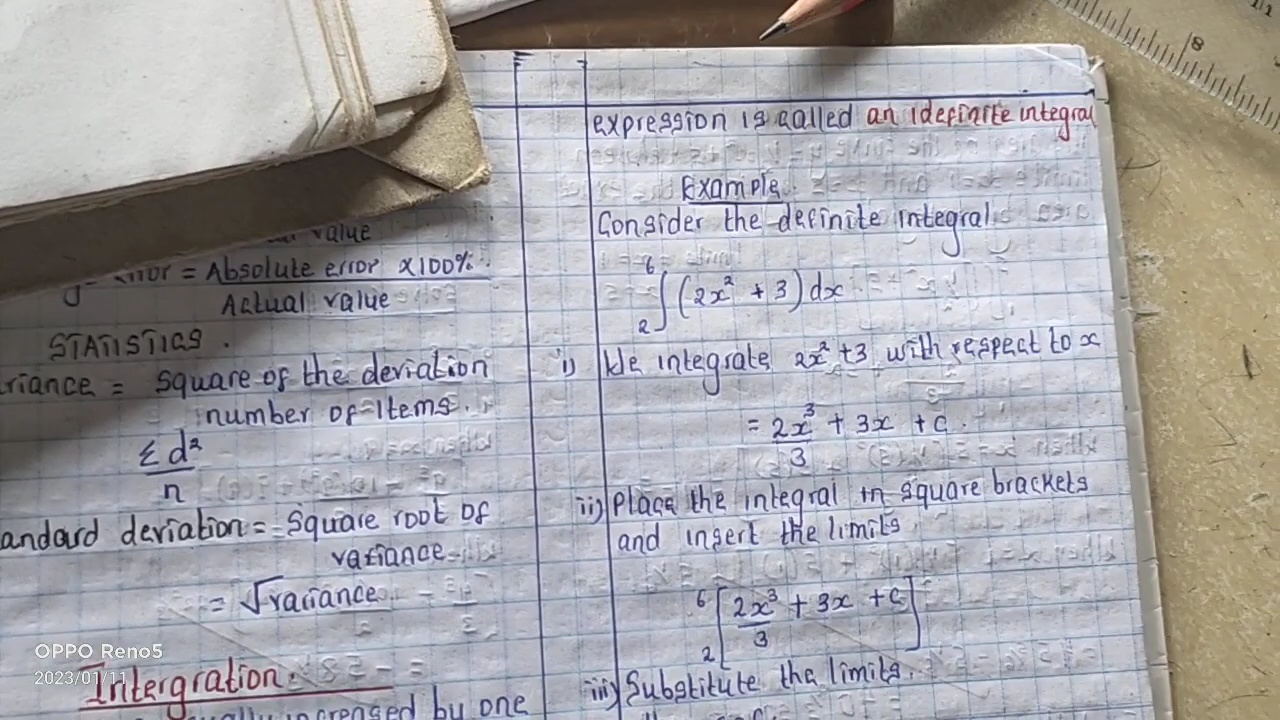 value
= Absolute error x100%
Actual value
STATISTICS.
riance = square of the deviation
number of items.
Σd²
n
andard deviation = square root of
variance
= √variance
Intergration.
increased by one
expression is called an idefinite integral
Example
Consider the definite integral
6
∫(2x² + 3)dx
2
i) We integrate 2x² + 3 with respect to x
= 2x³ + 3x + c.
3
ii) Place the integral in square brackets
and insert the limits
6[2x³ + 3x + c]
3
2
iii) Substitute the limits.
8
OPPO Reno5
2023/01/11